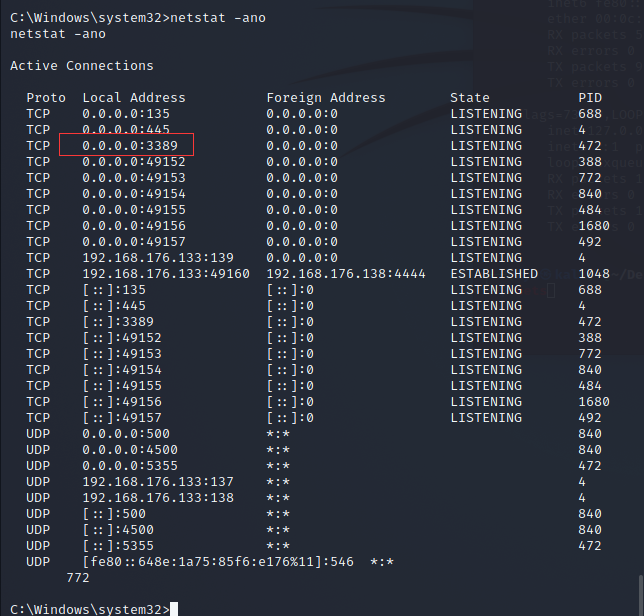 C:\Windows\system32>netstat -ano
netstat -ano
Active Connections
Proto Local Address Foreign Address State PID
TCP 0.0.0.0:135 0.0.0.0:0 LISTENING 688
TCP 0.0.0.0:445 0.0.0.0:0 LISTENING 4
TCP 0.0.0.0:3389 0.0.0.0:0 LISTENING 472
TCP 0.0.0.0:49152 0.0.0.0:0 LISTENING 388
TCP 0.0.0.0:49153 0.0.0.0:0 LISTENING 772
TCP 0.0.0.0:49154 0.0.0.0:0 LISTENING 840
TCP 0.0.0.0:49155 0.0.0.0:0 LISTENING 484
TCP 0.0.0.0:49156 0.0.0.0:0 LISTENING 1680
TCP 0.0.0.0:49157 0.0.0.0:0 LISTENING 492
TCP 192.168.176.133:139 0.0.0.0:0 LISTENING 4
TCP 192.168.176.133:49160 192.168.176.138:4444 ESTABLISHED 1048
TCP [::]:135 [::]:0 LISTENING 688
TCP [::]:445 [::]:0 LISTENING 4
TCP [::]:3389 [::]:0 LISTENING 472
TCP [::]:49152 [::]:0 LISTENING 388
TCP [::]:49153 [::]:0 LISTENING 772
TCP [::]:49154 [::]:0 LISTENING 840
TCP [::]:49155 [::]:0 LISTENING 484
TCP [::]:49156 [::]:0 LISTENING 1680
TCP [::]:49157 [::]:0 LISTENING 492
UDP 0.0.0.0:500 *:* 840
UDP 0.0.0.0:4500 *:* 840
UDP 0.0.0.0:5355 *:* 472
UDP 192.168.176.133:137 *:* 4
UDP 192.168.176.133:138 *:* 4
UDP [::]:500 *:* 840
UDP [::]:4500 *:* 840
UDP [::]:5355 *:* 472
UDP [fe80::648e:1a75:85f6:e176%11]:546 *:*
772
C:\Windows\system32>